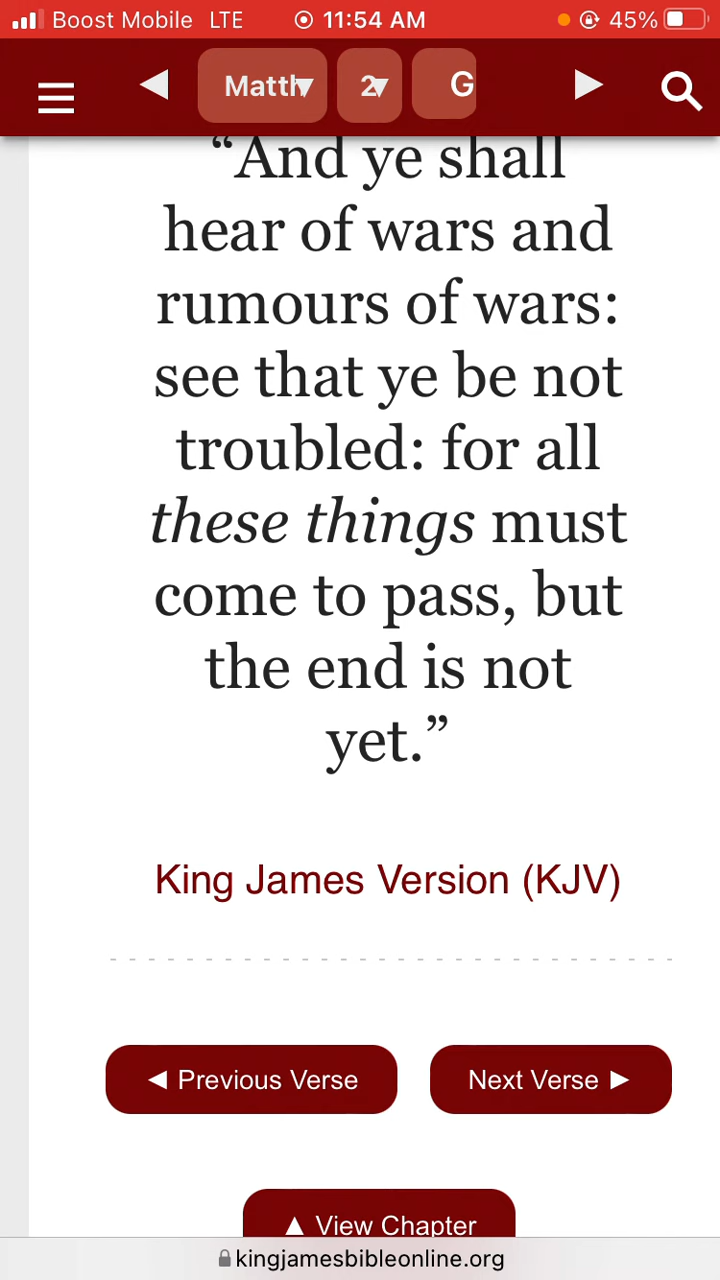 Boost Mobile LTE 11:54 AM 45%
Matth 2 G
“And ye shall
hear of wars and
rumours of wars:
see that ye be not
troubled: for all
these things must
come to pass, but
the end is not
yet.”
King James Version (KJV)
◄ Previous Verse
Next Verse ►
▲ View Chapter
kingjamesbibleonline.org